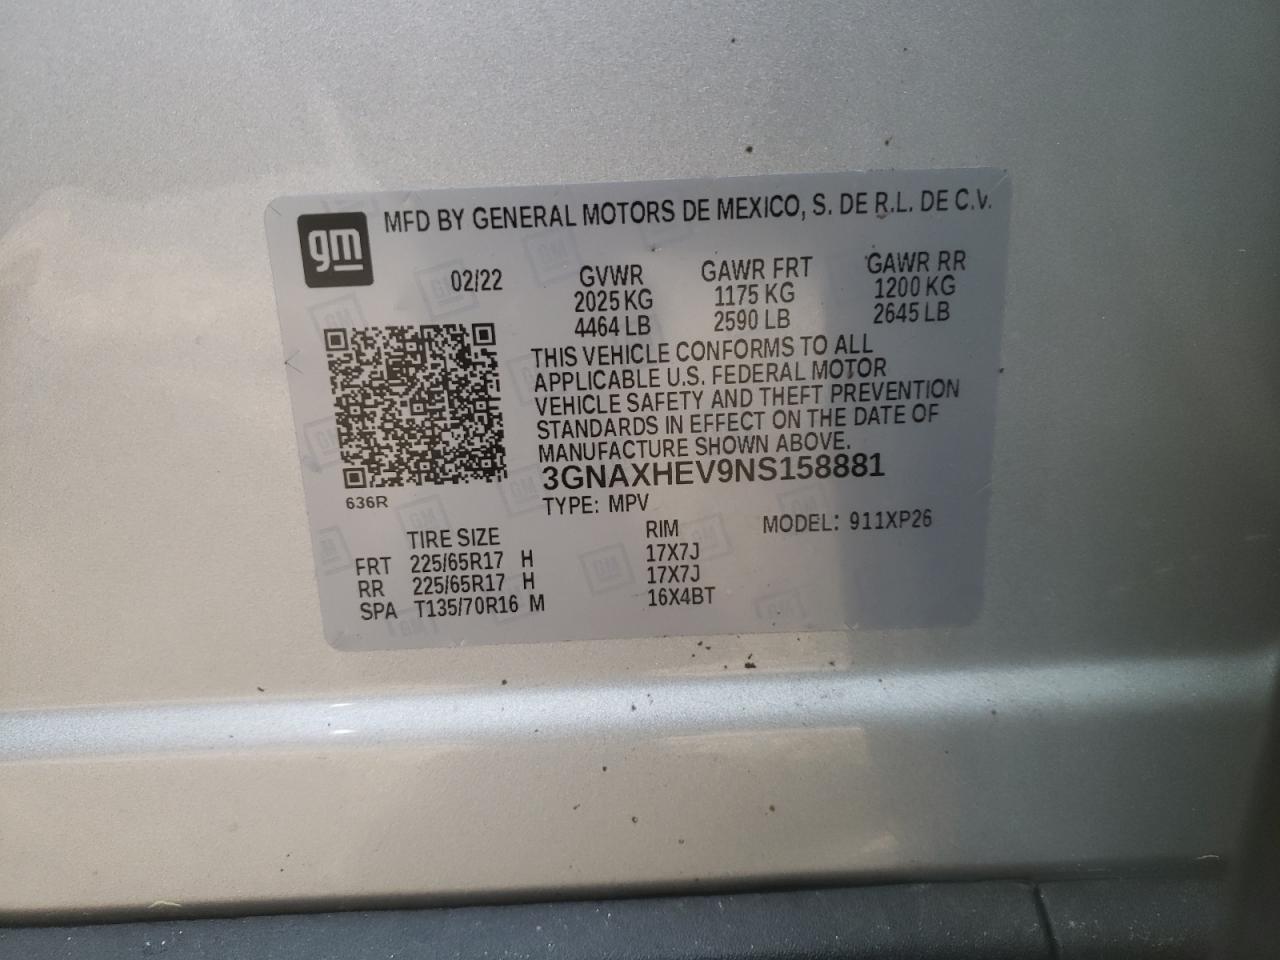 gm MFD BY GENERAL MOTORS DE MEXICO, S. DE R.L. DE C.V.
02/22 GVWR GAWR FRT GAWR RR
2025 KG 1175 KG 1200 KG
4464 LB 2590 LB 2645 LB
THIS VEHICLE CONFORMS TO ALL
APPLICABLE U.S. FEDERAL MOTOR
VEHICLE SAFETY AND THEFT PREVENTION
STANDARDS IN EFFECT ON THE DATE OF
MANUFACTURE SHOWN ABOVE.
3GNAXHEV9NS158881
636R
TYPE: MPV
MODEL: 911XP26
TIRE SIZE RIM
FRT 225/65R17 H 17X7J
RR 225/65R17 H 17X7J
SPA T135/70R16 M 16X4BT